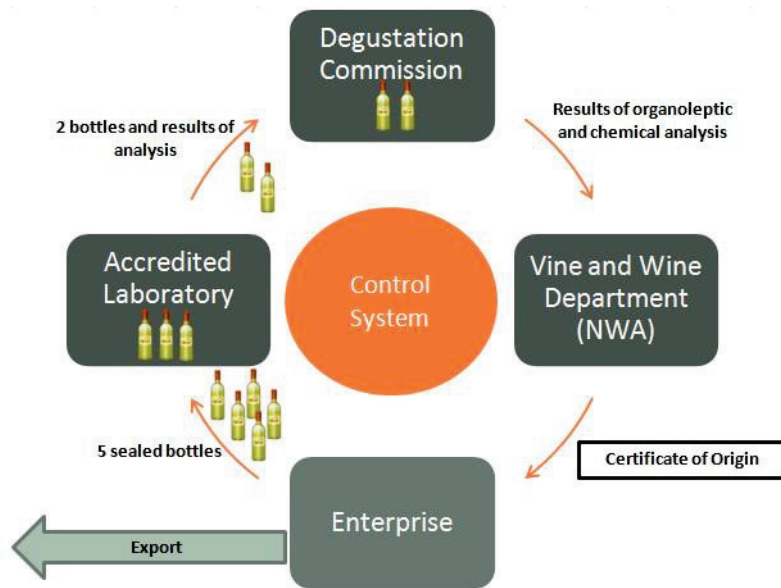 Degustation
Commission
2 bottles and results of
analysis
Results of organoleptic
and chemical analysis
Accredited
Laboratory
Control
System
Vine and Wine
Department
(NWA)
5 sealed bottles
Certificate of Origin
Enterprise
Export